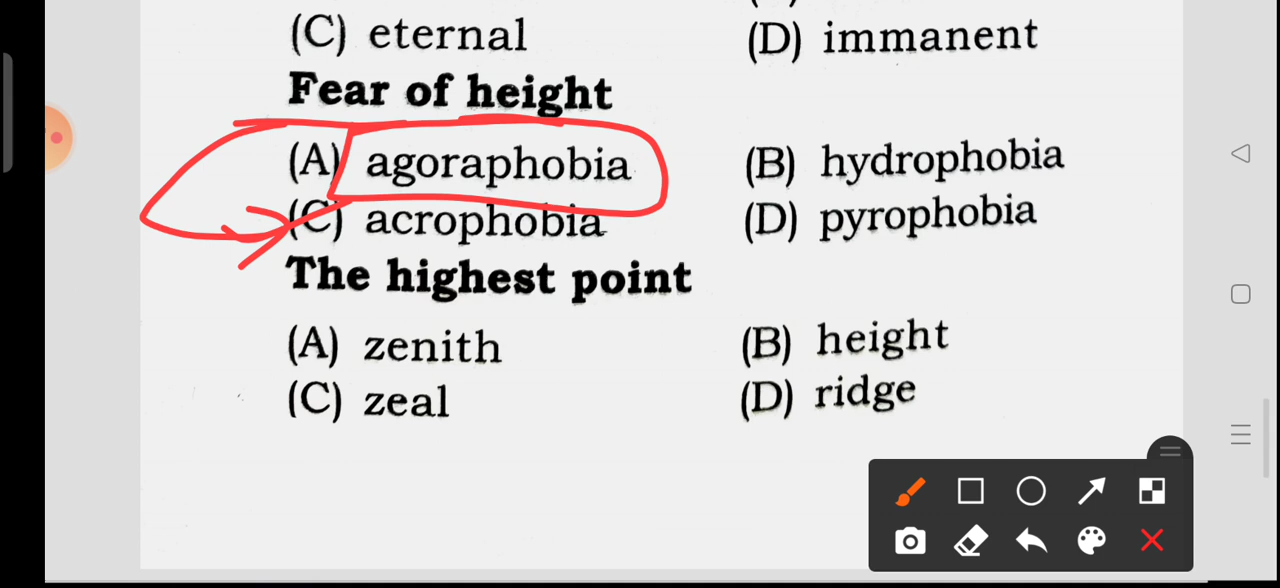 (C) eternal (D) immanent
Fear of height
(A) agoraphobia (B) hydrophobia
(C) acrophobia (D) pyrophobia
The highest point
(A) zenith (B) height
(C) zeal (D) ridge